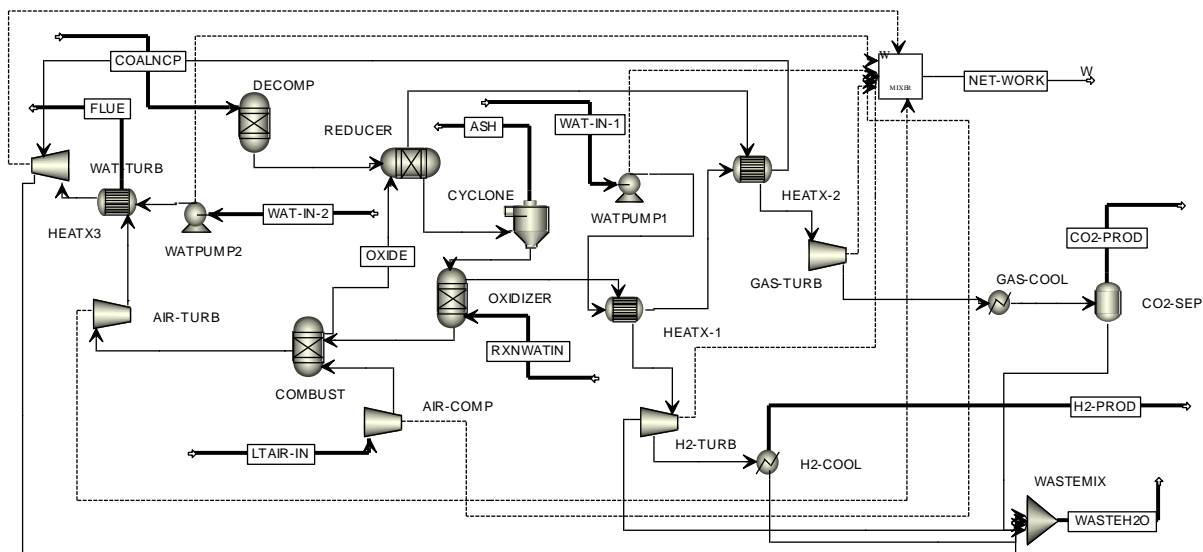 COALNCP
DECOMP
W
MIXER
NET-WORK
W
FLUE
REDUCER
ASH
WAT-IN-1
WAT-TURB
CYCLONE
WATPUMP1
HEATX-2
WAT-IN-2
HEATX3
WATPUMP2
OXIDE
CO2-PROD
GAS-TURB
GAS-COOL
CO2-SEP
OXIDIZER
AIR-TURB
HEATX-1
RXNWATIN
COMBUST
AIR-COMP
H2-PROD
LTAIR-IN
H2-TURB
H2-COOL
WASTEMIX
WASTEH2O